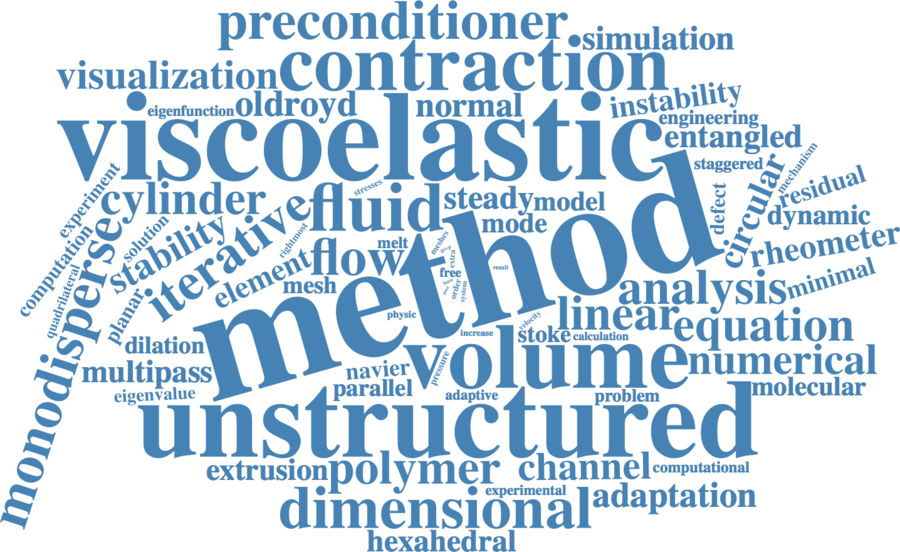 preconditioner
simulation
contraction
visualization
eigenfunction
oldroyd
normal
instability
engineering
viscoelastic
entangled
staggered
mechanism
experiment
cylinder
stresses
fluid
steady
model
mode
defect
circular
residual
dynamic
rheometer
computation
solution
stability
iterative
rightmost
element
flow
melt
meshes
extra
free
result
method
quadrilateral
planar
monodisperse
mesh
order
system
analysis
minimal
physic
velocity
linear
equation
dilation
increase
stoke
calculation
volume
numerical
multipass
navier
pressure
parallel
eigenvalue
adaptive
problem
molecular
unstructured
extrusion
polymer
channel
computational
experimental
dimensional
adaptation
hexahedral